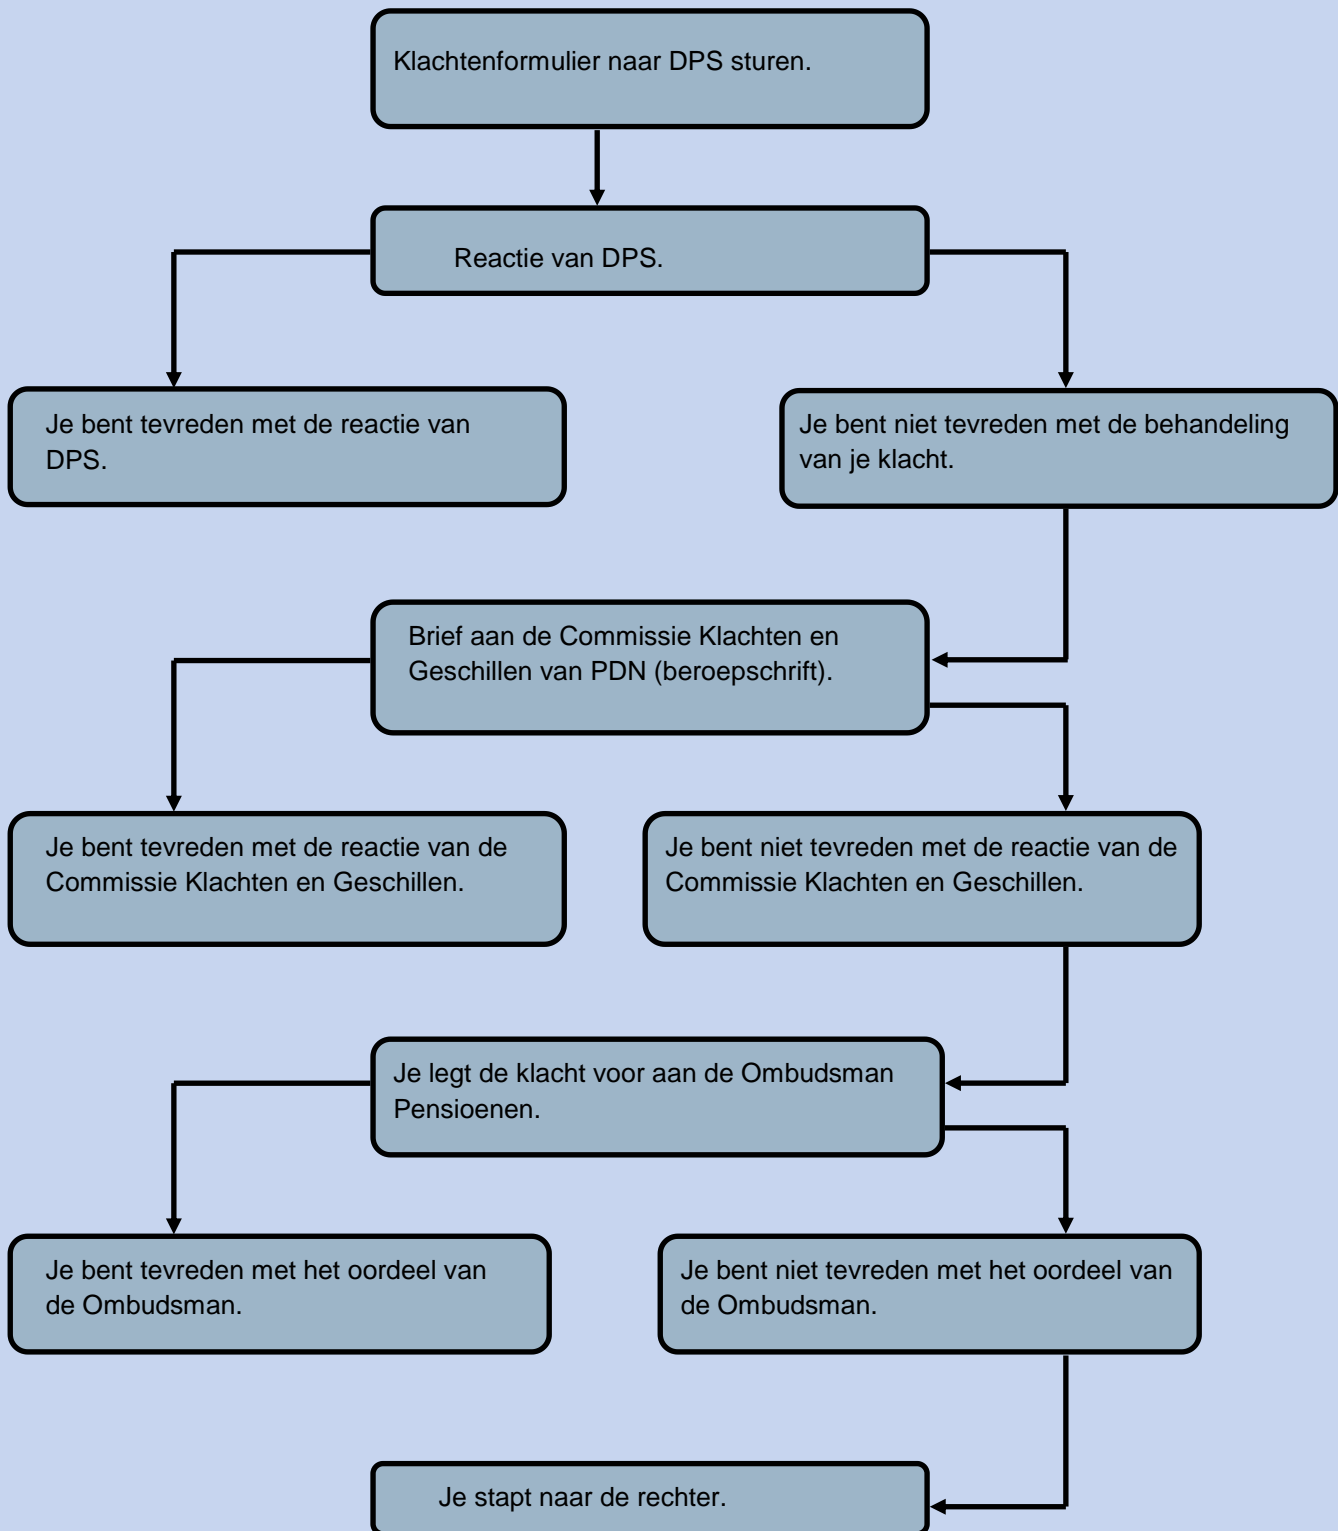 Klachtenformulier naar DPS sturen.
Reactie van DPS.
Je bent tevreden met de reactie van
DPS.
Je bent niet tevreden met de behandeling
van je klacht.
Brief aan de Commissie Klachten en
Geschillen van PDN (beroepschrift).
Je bent tevreden met de reactie van de
Commissie Klachten en Geschillen.
Je bent niet tevreden met de reactie van de
Commissie Klachten en Geschillen.
Je legt de klacht voor aan de Ombudsman
Pensioenen.
Je bent tevreden met het oordeel van
de Ombudsman.
Je bent niet tevreden met het oordeel van
de Ombudsman.
Je stapt naar de rechter.